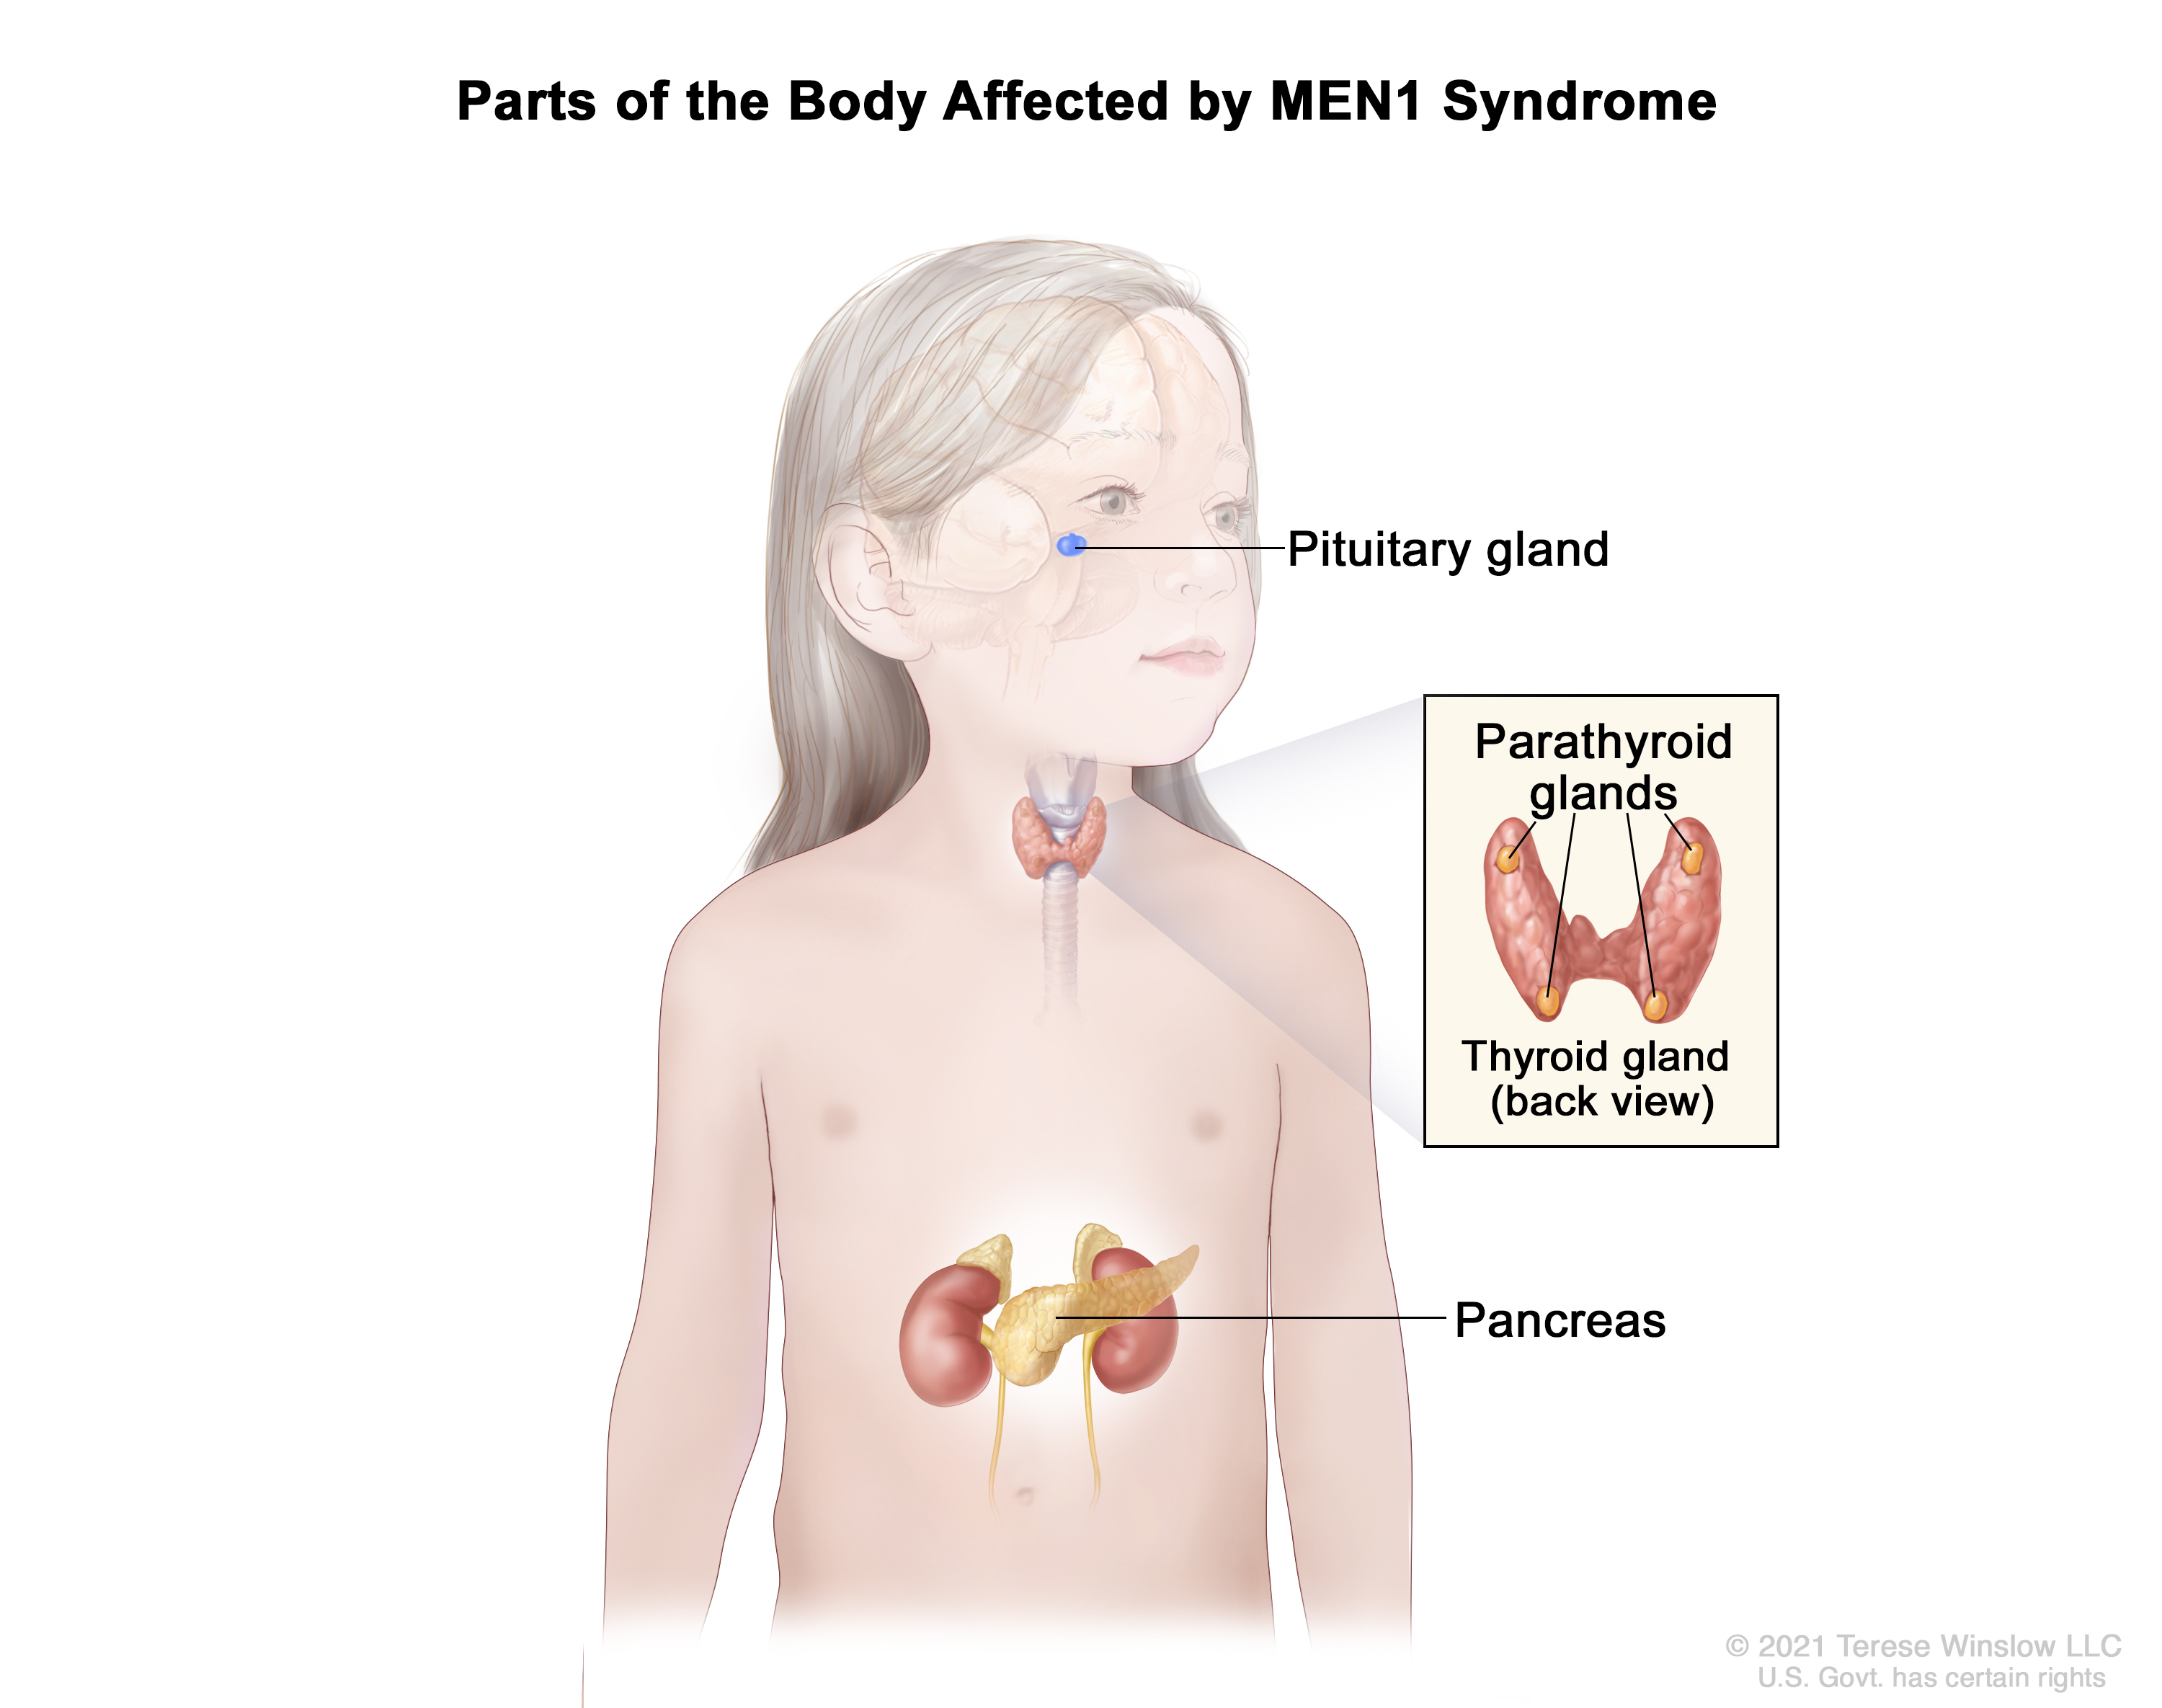 Parts of the Body Affected by MEN1 Syndrome
Pituitary gland
Parathyroid
glands
Thyroid gland
(back view)
Pancreas
© 2021 Terese Winslow LLC
U.S. Govt. has certain rights